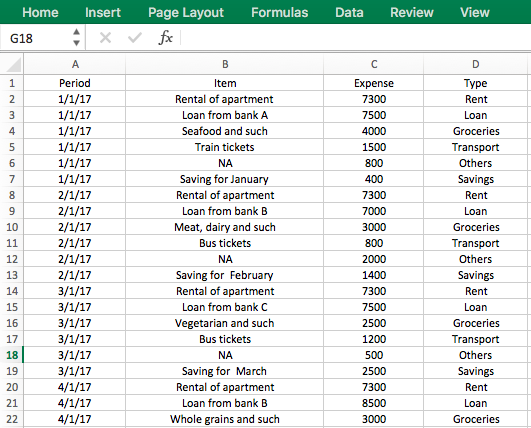 Home Insert Page Layout Formulas Data Review View
G18 fx
A B C D
1 Period Item Expense Type
2 1/1/17 Rental of apartment 7300 Rent
3 1/1/17 Loan from bank A 7500 Loan
4 1/1/17 Seafood and such 4000 Groceries
5 1/1/17 Train tickets 1500 Transport
6 1/1/17 NA 800 Others
7 1/1/17 Saving for January 400 Savings
8 2/1/17 Rental of apartment 7300 Rent
9 2/1/17 Loan from bank B 7000 Loan
10 2/1/17 Meat, dairy and such 3000 Groceries
11 2/1/17 Bus tickets 800 Transport
12 2/1/17 NA 2000 Others
13 2/1/17 Saving for  February 1400 Savings
14 3/1/17 Rental of apartment 7300 Rent
15 3/1/17 Loan from bank C 7500 Loan
16 3/1/17 Vegetarian and such 2500 Groceries
17 3/1/17 Bus tickets 1200 Transport
18 3/1/17 NA 500 Others
19 3/1/17 Saving for  March 2500 Savings
20 4/1/17 Rental of apartment 7300 Rent
21 4/1/17 Loan from bank B 8500 Loan
22 4/1/17 Whole grains and such 3000 Groceries